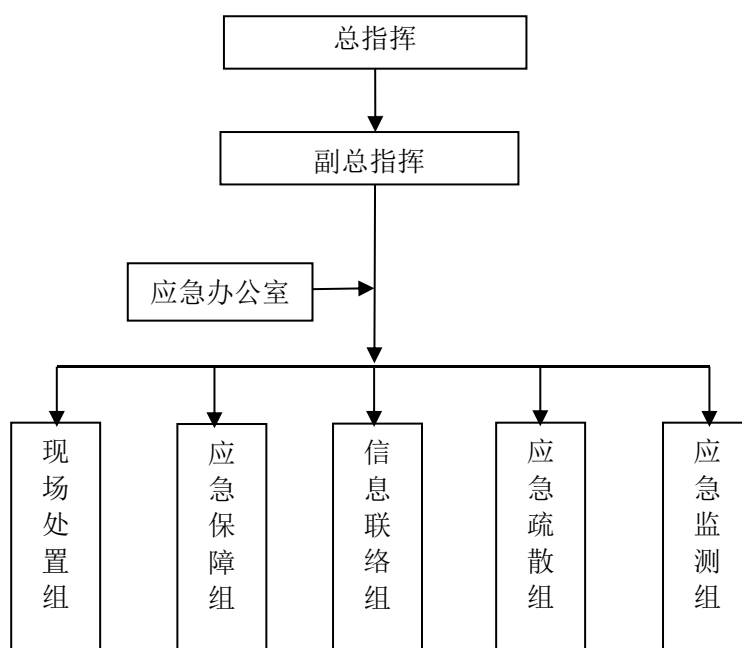 总指挥
副总指挥
应急办公室
现场处置组
应急保障组
信息联络组
应急疏散组
应急监测组